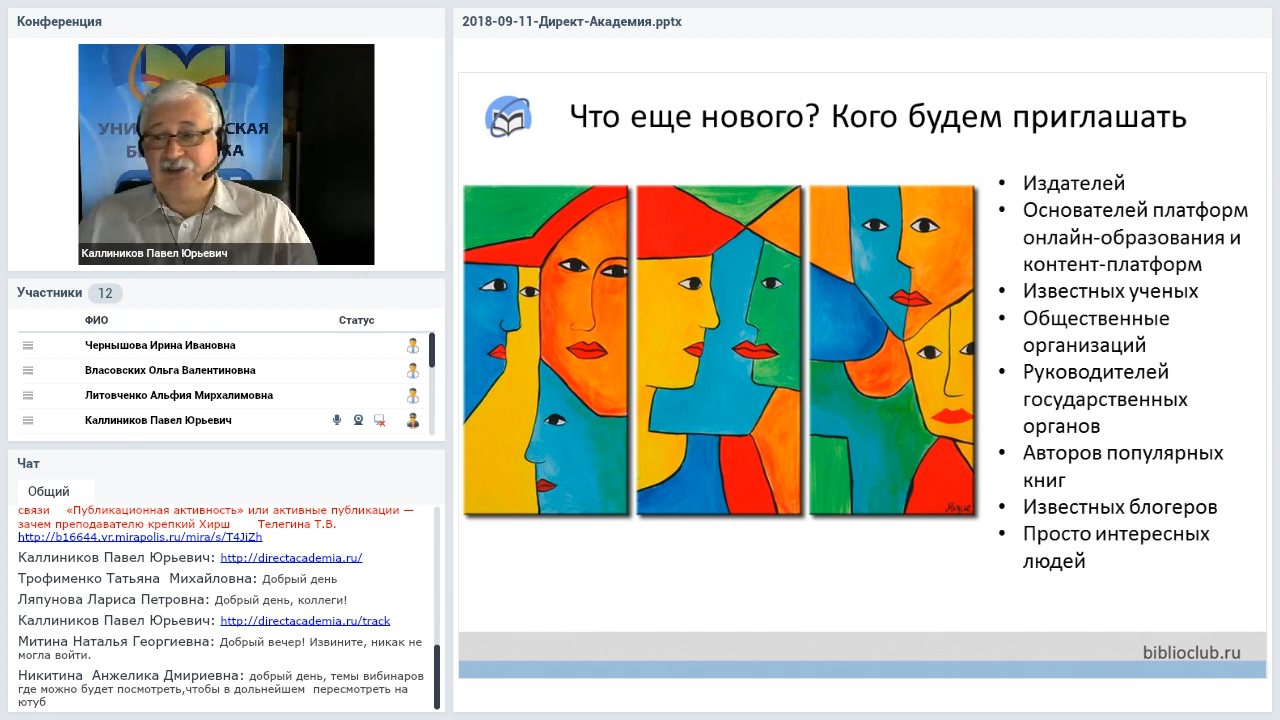 Конференция
УНИ
СКАЯ
КА
Каллиников Павел Юрьевич
Участники 12
ФИО Статус
Чернышова Ирина Ивановна
Власовских Ольга Валентиновна
Литовченко Альфия Мирхалимовна
Каллиников Павел Юрьевич
Чат
Общий
связи «Публикационная активность» или активные публикации —
зачем преподавателю крепкий Хирш Телегина Т.В.
http://b16644.vr.mirapolis.ru/mira/s/T4JiZh
Каллиников Павел Юрьевич: http://directacademia.ru/
Трофименко Татьяна Михайловна: Добрый день
Ляпунова Лариса Петровна: Добрый день, коллеги!
Каллиников Павел Юрьевич: http://directacademia.ru/track
Митина Наталья Георгиевна: Добрый вечер! Извините, никак не
могла войти.
Никитина Анжелика Дмириевна: добрый день, темы вибинаров
где можно будет посмотреть,чтобы в дольнейшем пересмотреть на
ютуб
2018-09-11-Директ-Академия.pptx
Что еще нового? Кого будем приглашать
• Издателей
• Основателей платформ
онлайн-образования и
контент-платформ
• Известных ученых
• Общественные
организаций
• Руководителей
государственных
органов
• Авторов популярных
книг
• Известных блогеров
• Просто интересных
людей
biblioclub.ru